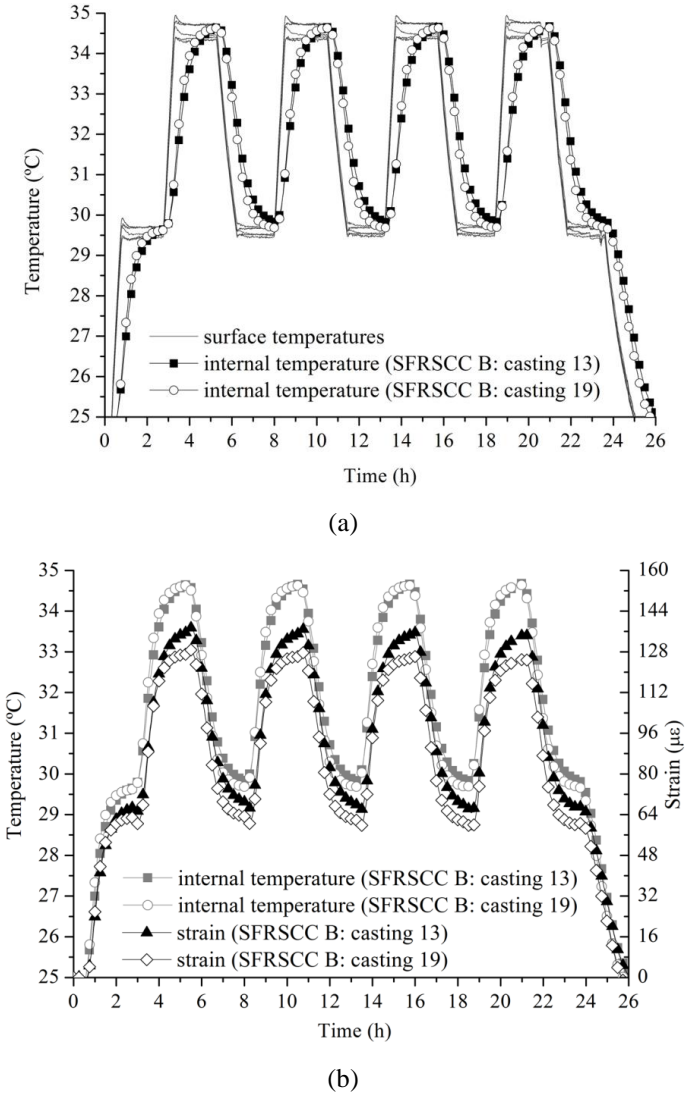 35
34
33
32
31
30
29
28
27
26
25
Temperature (ºC)
surface temperatures
internal temperature (SFRSCC B: casting 13)
internal temperature (SFRSCC B: casting 19)
0 2 4 6 8 10 12 14 16 18 20 22 24 26
Time (h)
(a)
35
34
33
32
31
30
29
28
27
26
25
Temperature (ºC)
160
144
128
112
96
80
64
48
32
16
0
Strain (με)
internal temperature (SFRSCC B: casting 13)
internal temperature (SFRSCC B: casting 19)
strain (SFRSCC B: casting 13)
strain (SFRSCC B: casting 19)
0 2 4 6 8 10 12 14 16 18 20 22 24 26
Time (h)
(b)